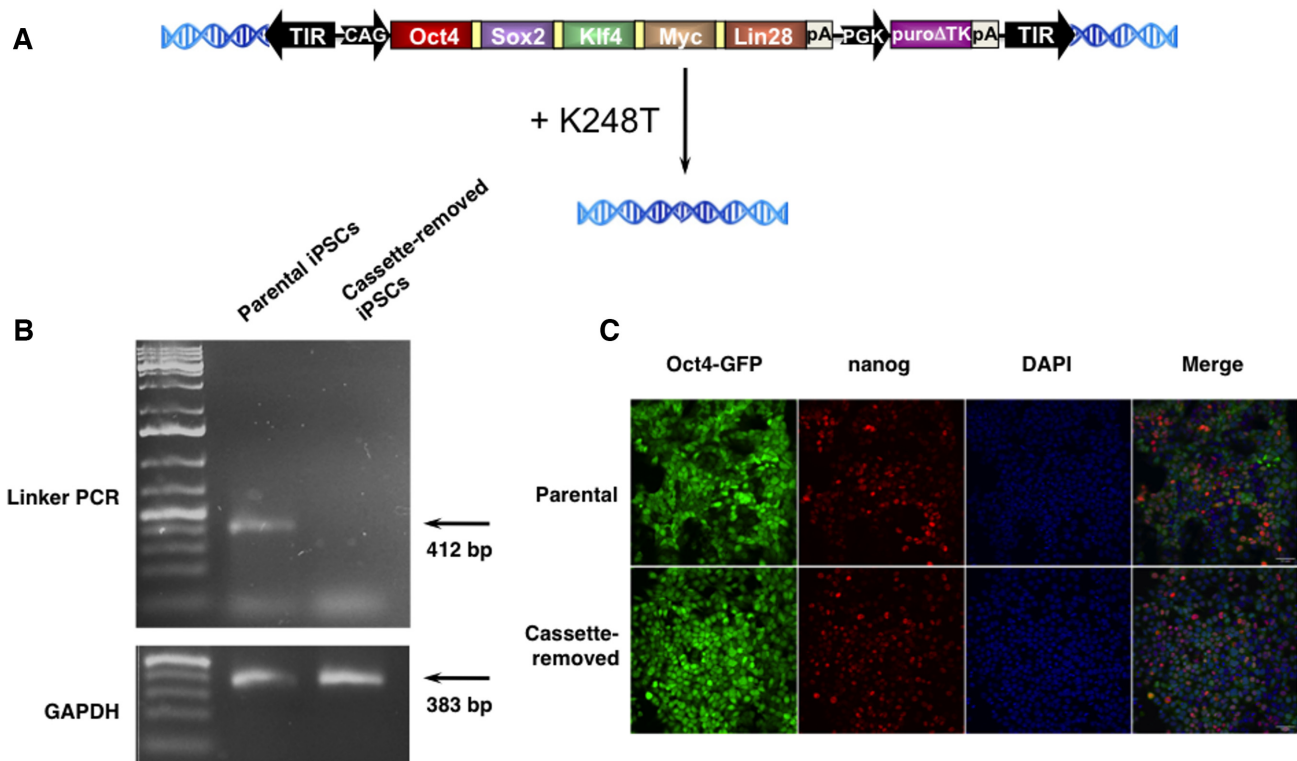 A
TIR CAG Oct4 Sox2 Klf4 Myc Lin28 pA PGK puroΔTK pA TIR
+ K248T
Parental iPSCs
Cassette-removed
iPSCs
B
Linker PCR
412 bp
GAPDH
383 bp
C
Oct4-GFP nanog DAPI Merge
Parental
Cassette-
removed